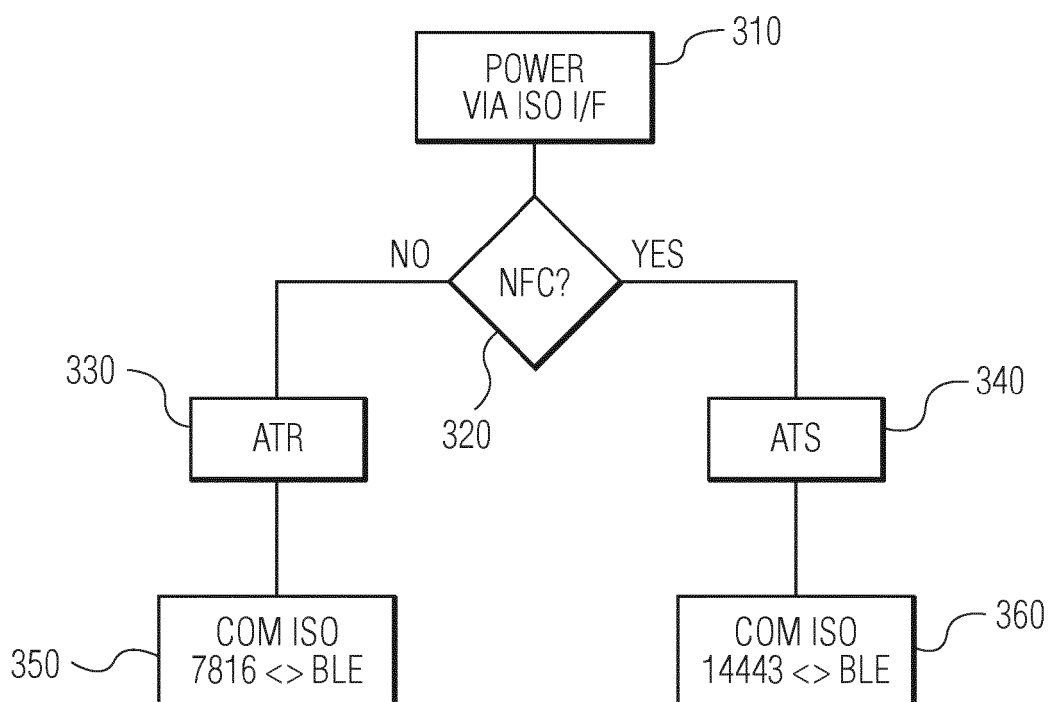 310
POWER
VIA ISO I/F
NO
YES
NFC?
320
330
ATR
340
ATS
350
COM ISO
7816 <> BLE
360
COM ISO
14443 <> BLE